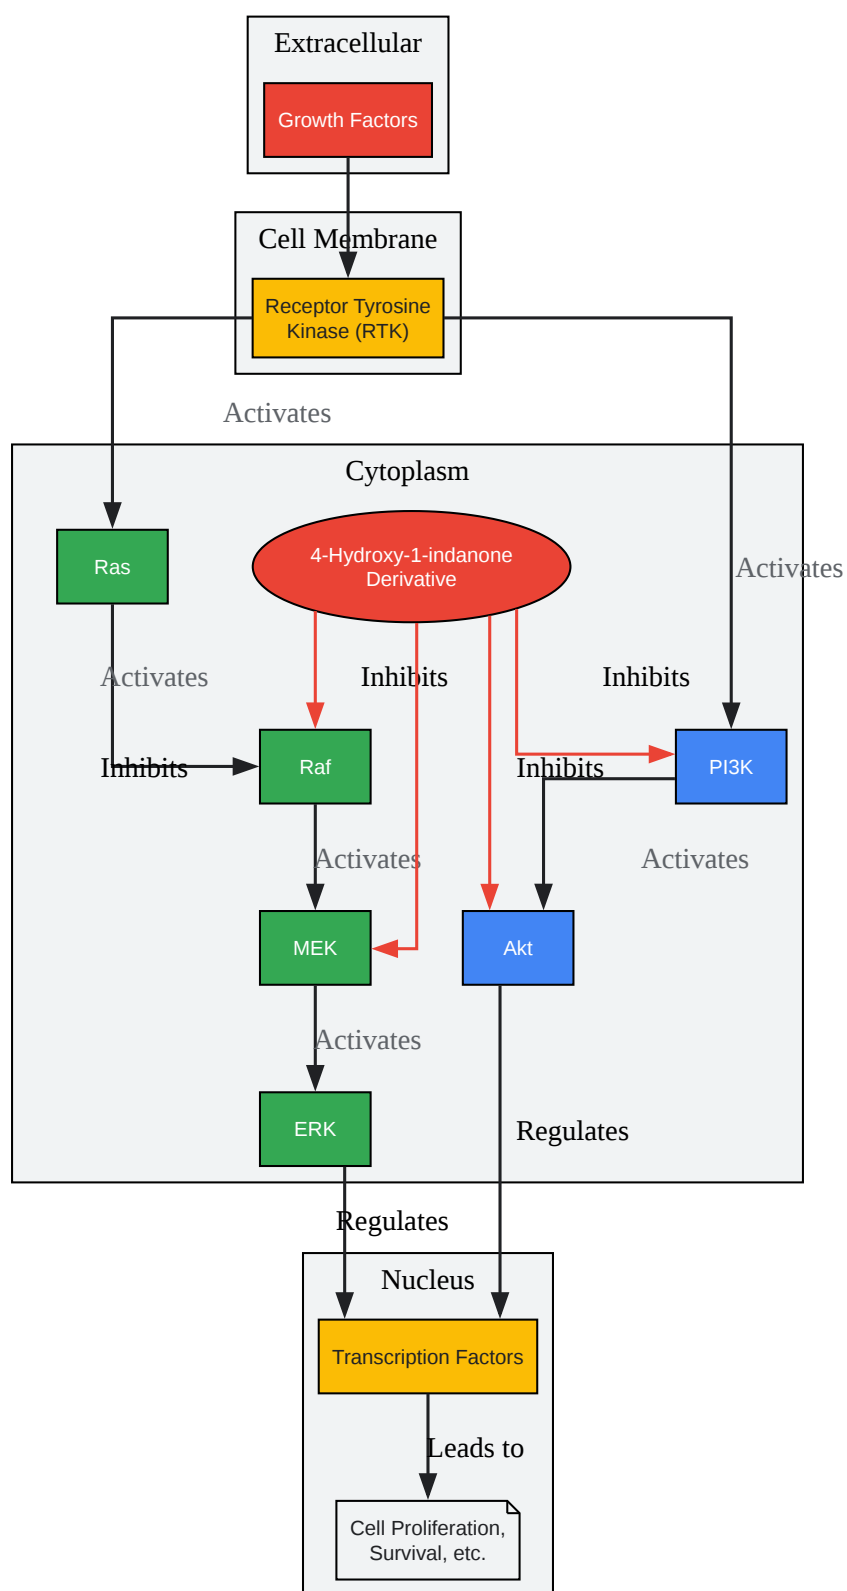 Extracellular
Growth Factors
Cell Membrane
Receptor Tyrosine
Kinase (RTK)
Activates
Cytoplasm
Ras
4-Hydroxy-1-indanone
Derivative
Activates
Activates
Inhibits
Inhibits
Inhibits
Raf
Inhibits
PI3K
Activates
Activates
MEK
Akt
Activates
ERK
Regulates
Regulates
Nucleus
Transcription Factors
Leads to
Cell Proliferation,
Survival, etc.